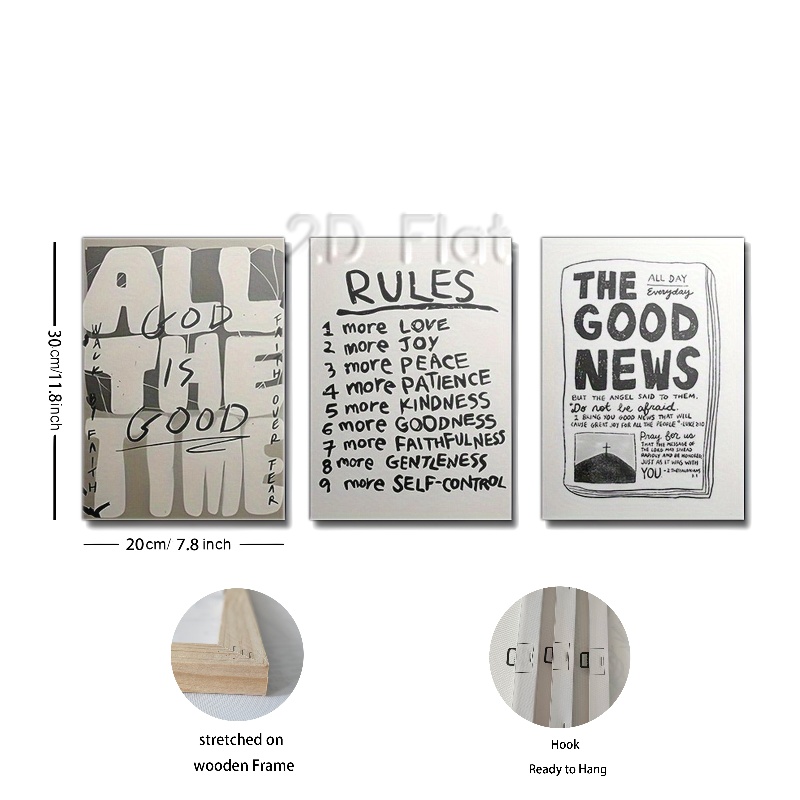 2D Flat
ALL
THE
TIME
GOD
IS
GOOD
WALK BY FAITH
FAITH OVER FEAR
RULES
1 more LOVE
2 more JOY
3 more PEACE
4 more PATIENCE
5 more KINDNESS
6 more GOODNESS
7 more FAITHFULNESS
8 more GENTLENESS
9 more SELF-CONTROL
THE
ALL DAY
Everyday
GOOD
NEWS
BUT THE ANGEL SAID TO THEM,
"Do not be afraid.
I BRING YOU GOOD NEWS THAT WILL
CAUSE GREAT JOY FOR ALL THE PEOPLE" -LUKE 2:10
Pray for us
THAT THE MESSAGE OF
THE LORD MAY SPREAD
RAPIDLY AND BE HONORED,
JUST AS IT WAS WITH
YOU -2 THESSALONIANS
3:1
30cm/11.8inch
20cm/ 7.8 inch
stretched on
wooden Frame
Hook
Ready to Hang